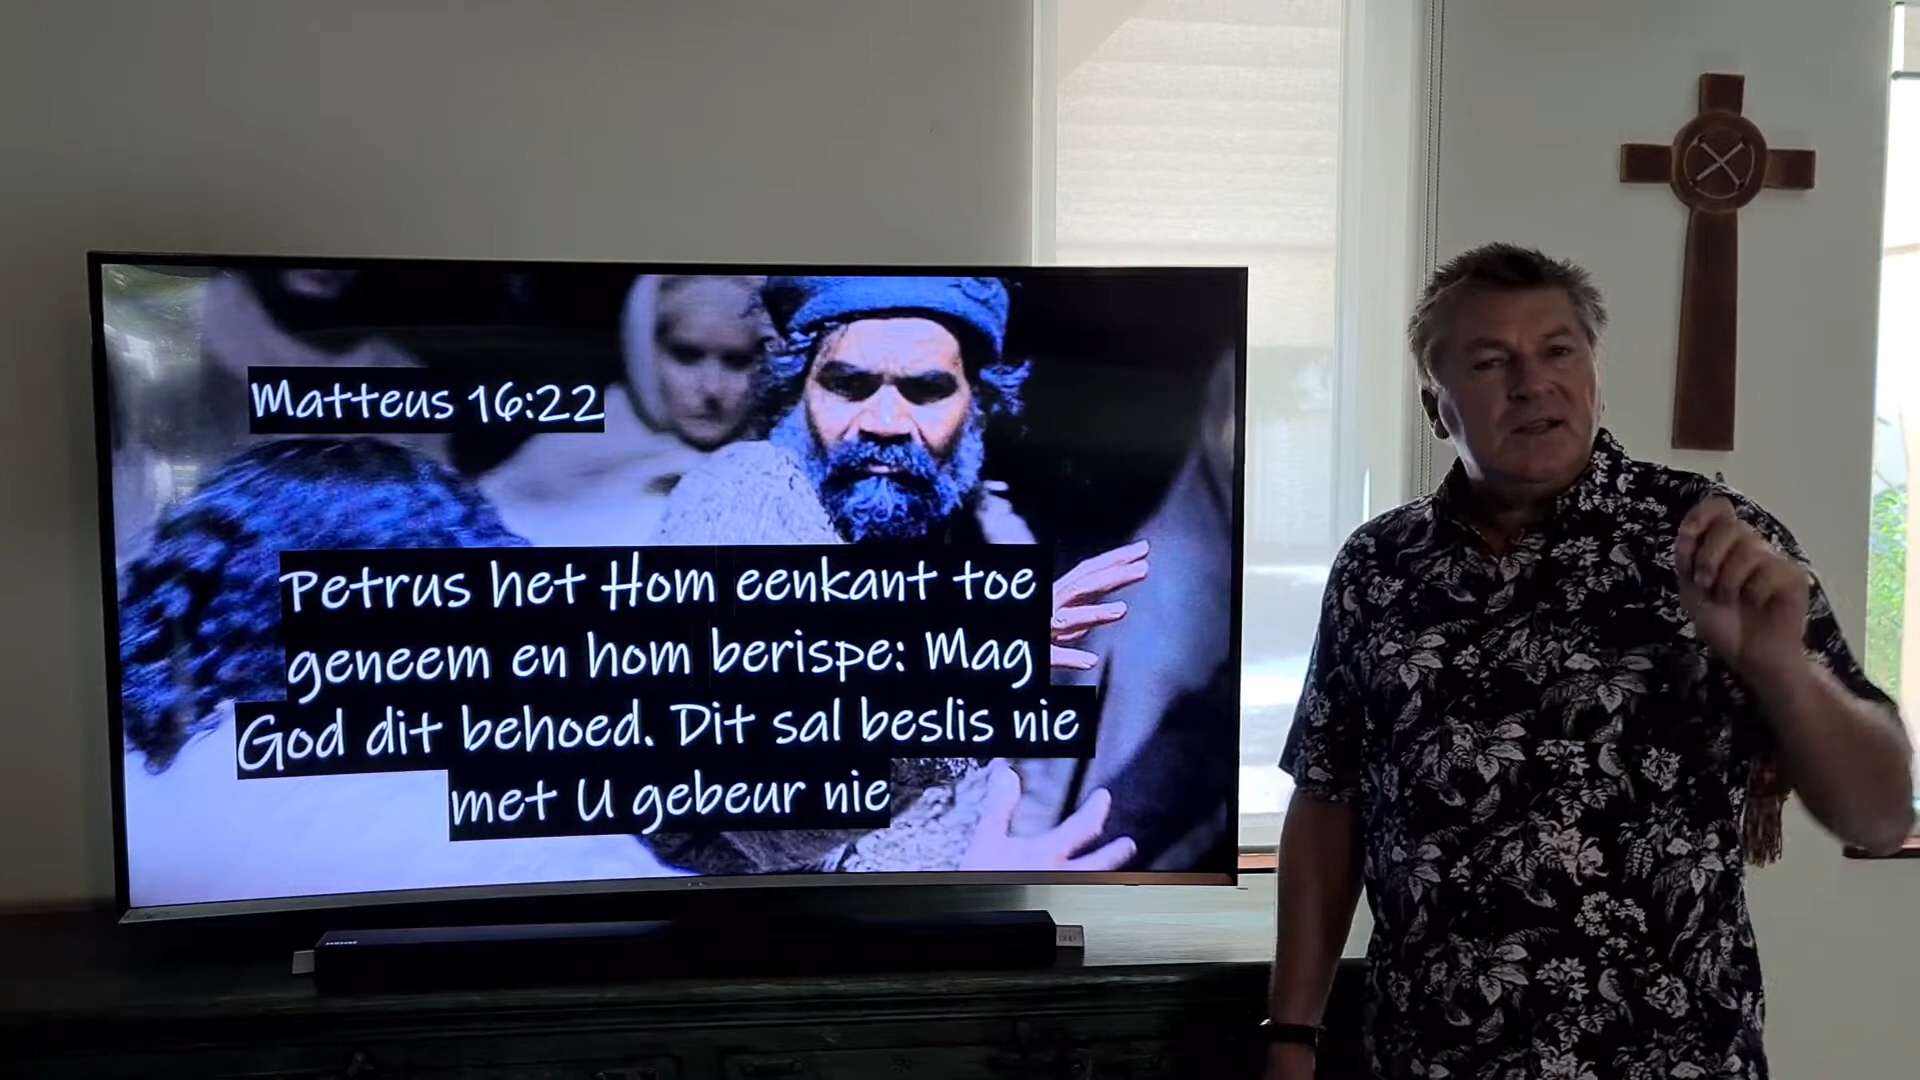 Matteus 16:22
Petrus het Hom eenkant toe
geneem en hom berispe: Mag
God dit behoed. Dit sal beslis nie
met U gebeur nie
SAMSUNG